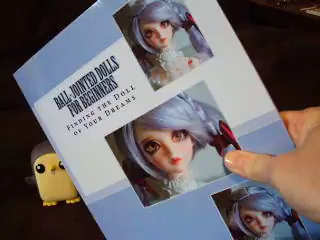 BALL JOINTED DOLLS
FOR BEGINNERS
FINDING THE DOLL
OF YOUR DREAMS